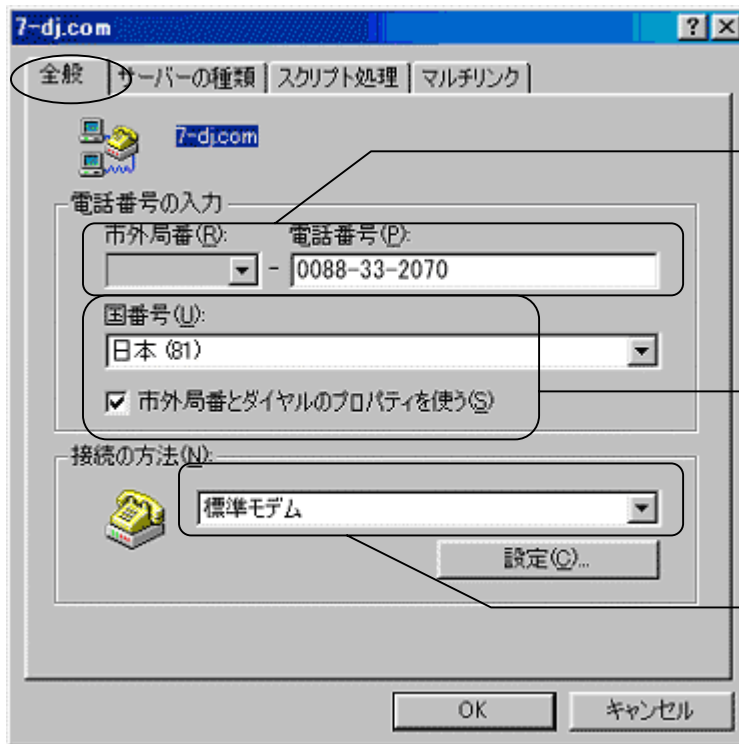 7-dj.com
全般 サーバーの種類 スクリプト処理 マルチリンク
7-dj.com
電話番号の入力
市外局番(R): 電話番号(P):
- 0088-33-2070
国番号(U):
日本 (81)
市外局番とダイヤルのプロパティを使う(S)
接続の方法(N):
標準モデム
設定(C)...
OK キャンセル